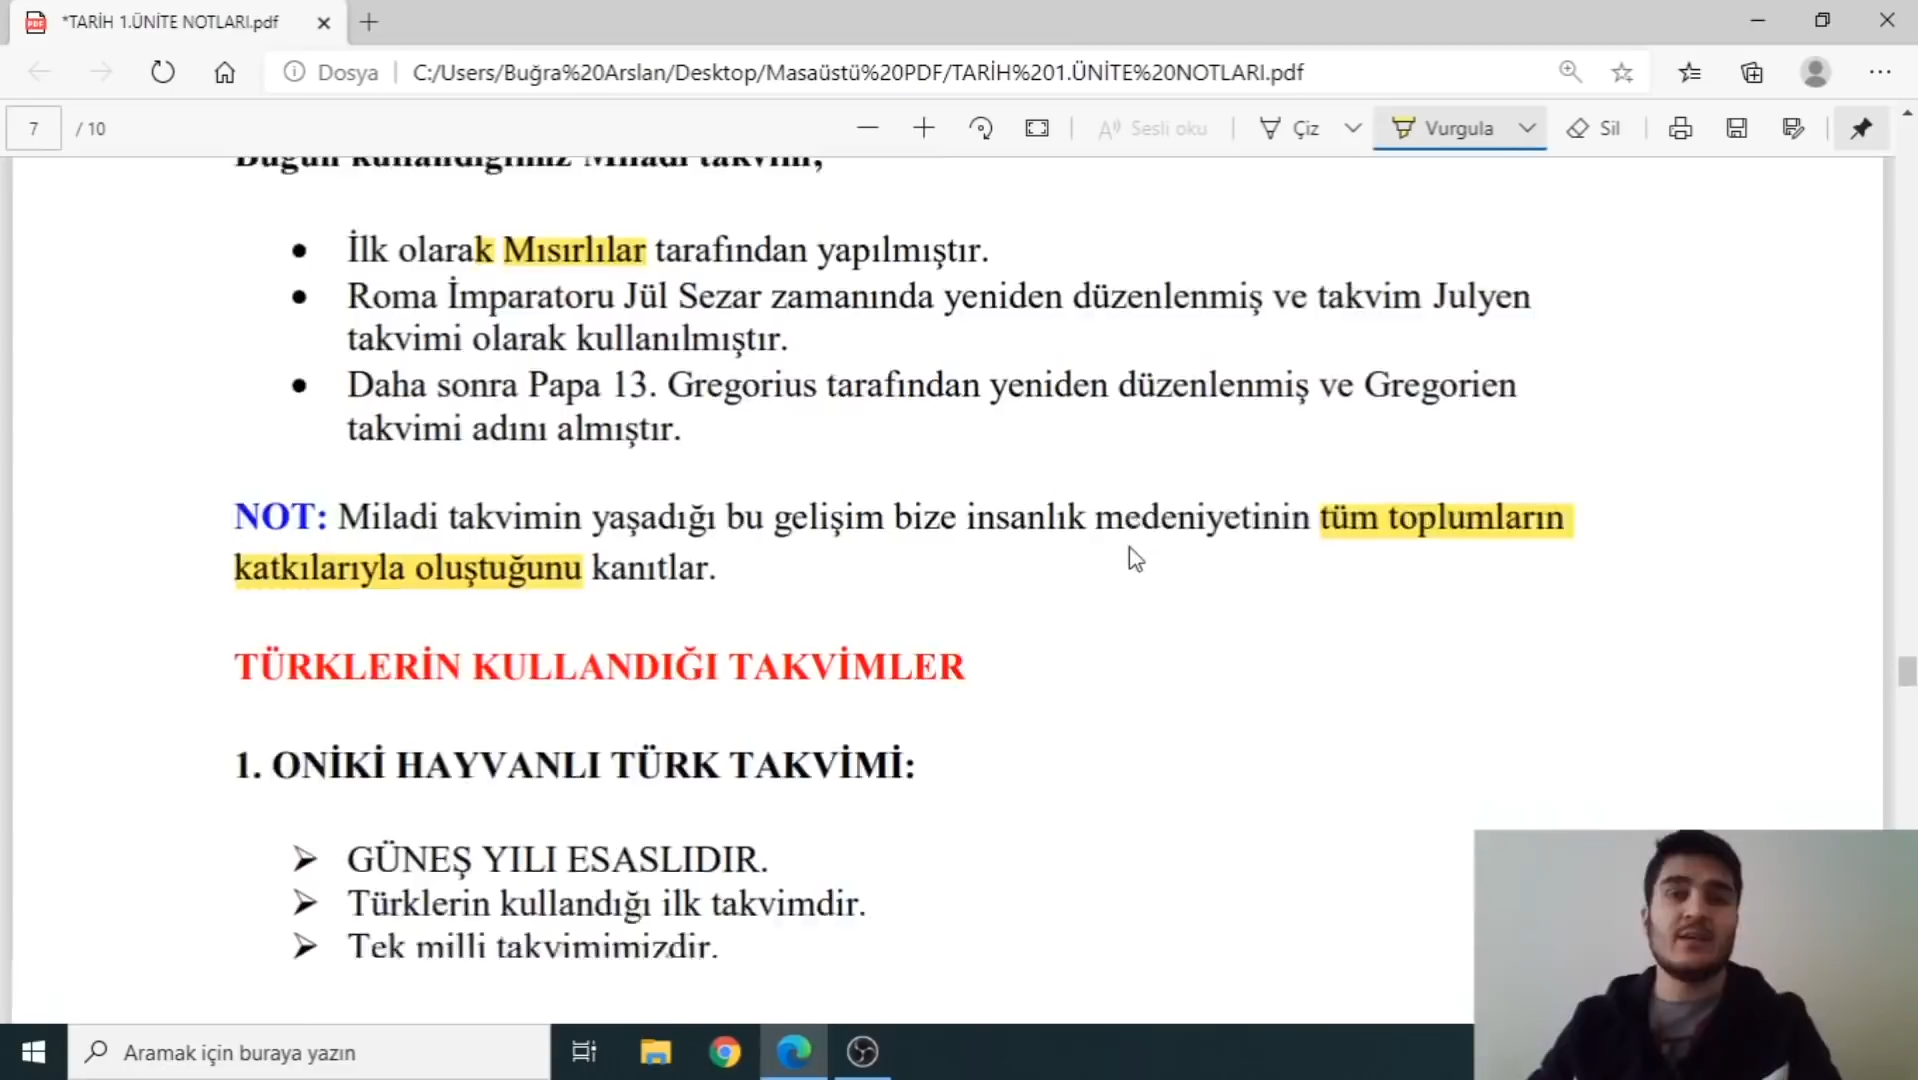 *TARİH 1.ÜNİTE NOTLARI.pdf
Dosya C:/Users/Buğra%20Arslan/Desktop/Masaüstü%20PDF/TARİH%201.ÜNİTE%20NOTLARI.pdf
7 / 10 Sesli oku Çiz Vurgula Sil
Bugün kullandığımız Miladi takvim;
• İlk olarak Mısırlılar tarafından yapılmıştır.
• Roma İmparatoru Jül Sezar zamanında yeniden düzenlenmiş ve takvim Julyen
takvimi olarak kullanılmıştır.
• Daha sonra Papa 13. Gregorius tarafından yeniden düzenlenmiş ve Gregorien
takvimi adını almıştır.
NOT: Miladi takvimin yaşadığı bu gelişim bize insanlık medeniyetinin tüm toplumların
katkılarıyla oluştuğunu kanıtlar.
TÜRKLERİN KULLANDIĞI TAKVİMLER
1. ONİKİ HAYVANLI TÜRK TAKVİMİ:
➢ GÜNEŞ YILI ESASLIDIR.
➢ Türklerin kullandığı ilk takvimdir.
➢ Tek milli takvimimizdir.
Aramak için buraya yazın